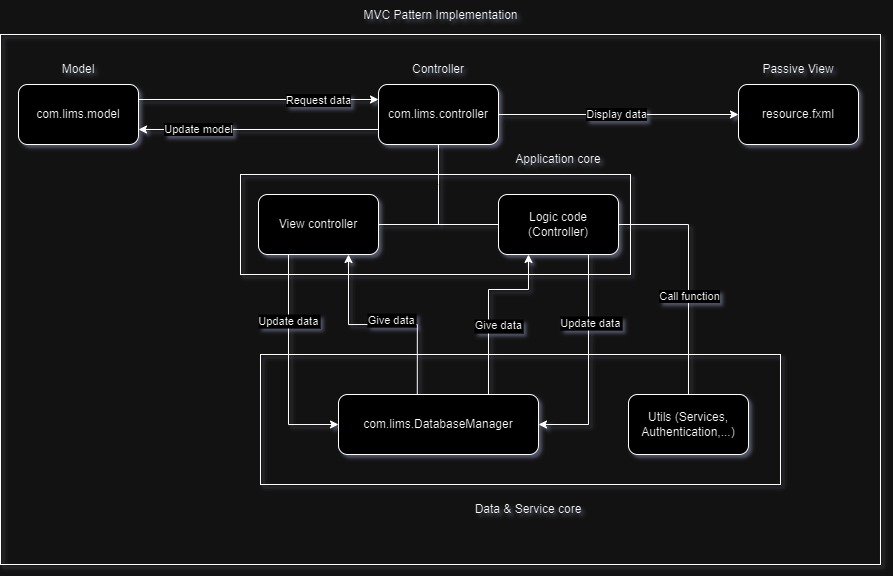 MVC Pattern Implementation
Model
Controller
Passive View
com.lims.model
Request data
Update model
com.lims.controller
Display data
resource.fxml
Application core
View controller
Logic code
(Controller)
Call function
Update data
Give data
Give data
Update data
com.lims.DatabaseManager
Utils (Services,
Authentication,...)
Data & Service core